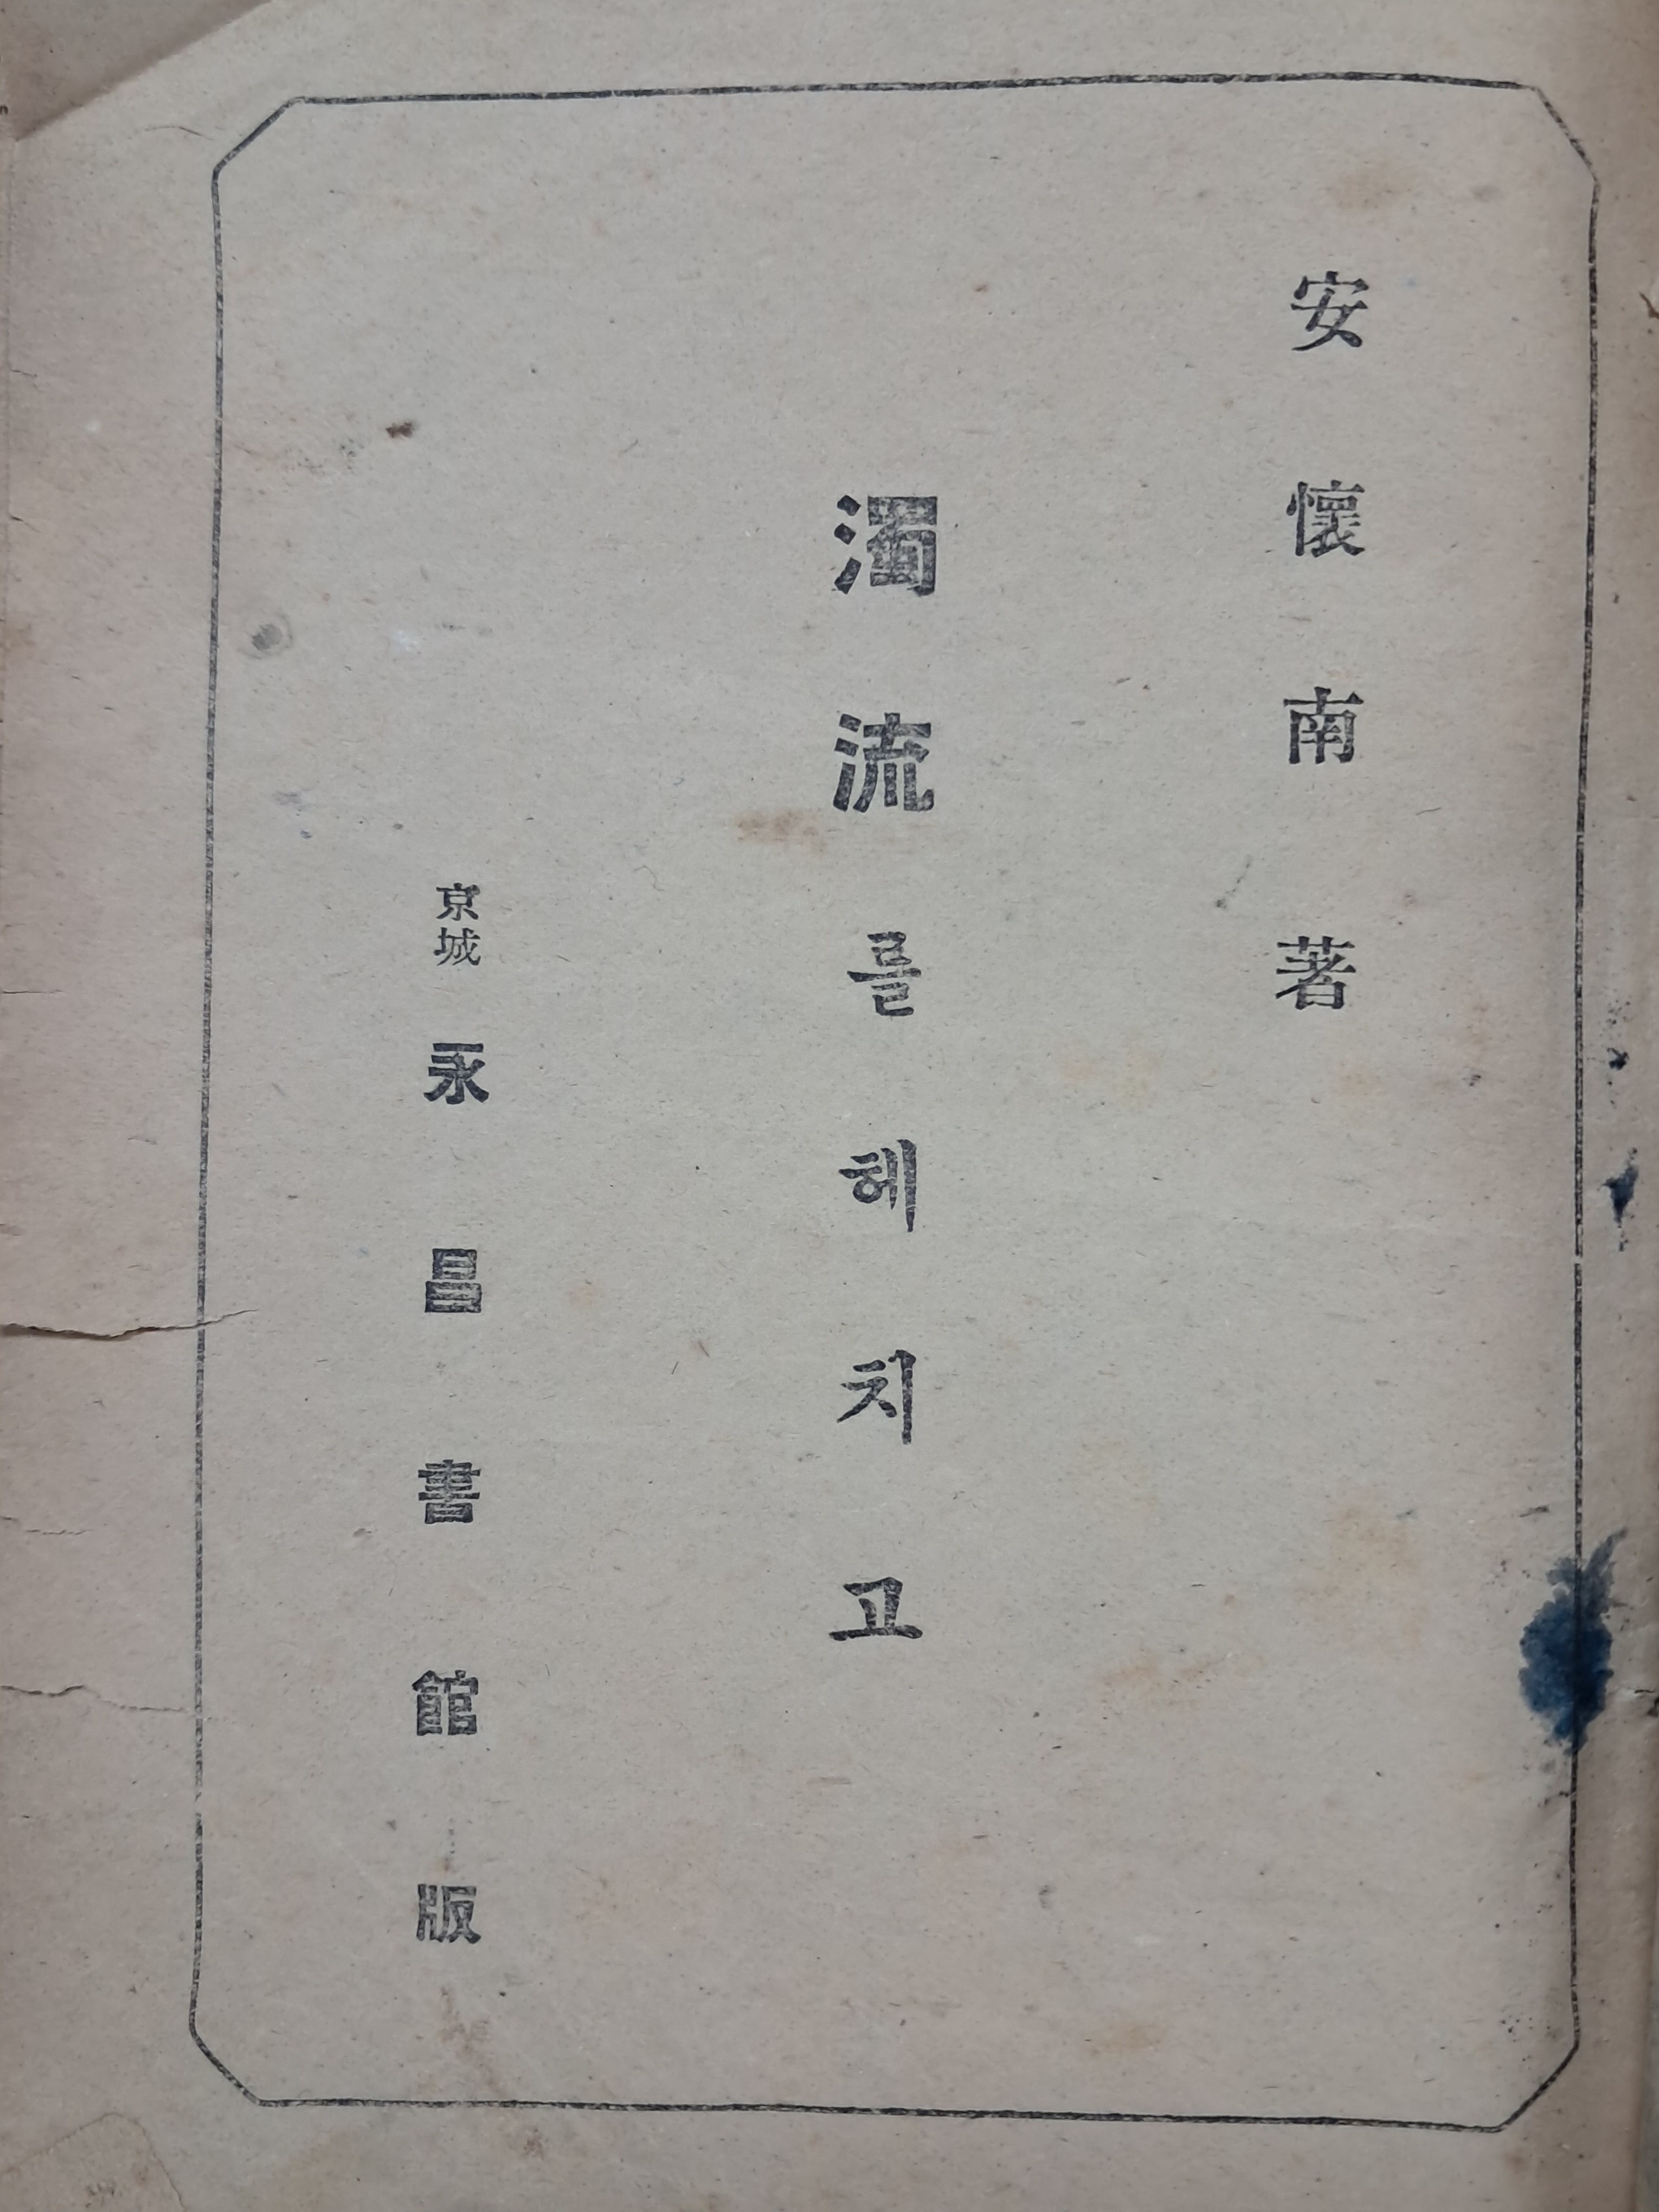 安懷南著
濁流를헤치고
京城 永昌書館版